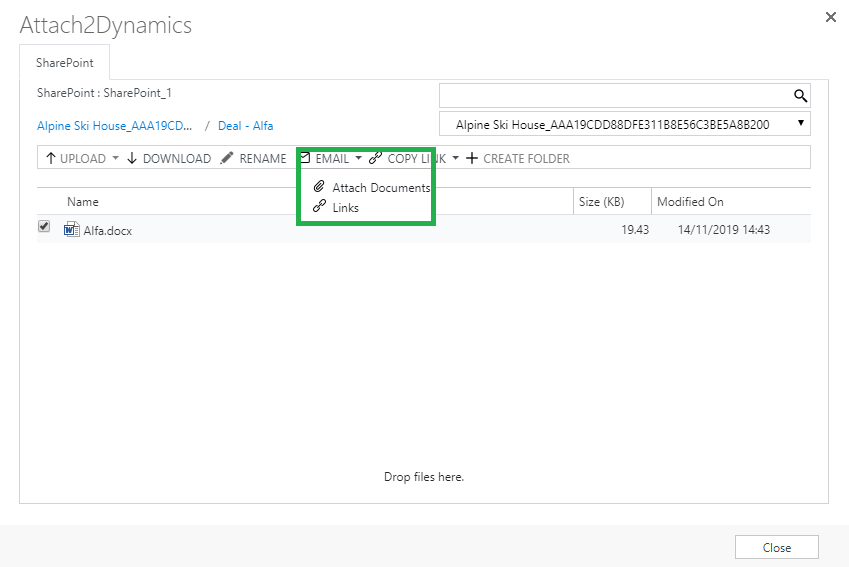 Attach2Dynamics
SharePoint
SharePoint : SharePoint_1
Alpine Ski House_AAA19CD... / Deal - Alfa
Alpine Ski House_AAA19CDD88DFE311B8E56C3BE5A8B200
UPLOAD DOWNLOAD RENAME EMAIL COPY LINK CREATE FOLDER
Attach Documents
Links
Name Size (KB) Modified On
Alfa.docx 19.43 14/11/2019 14:43
Drop files here.
Close